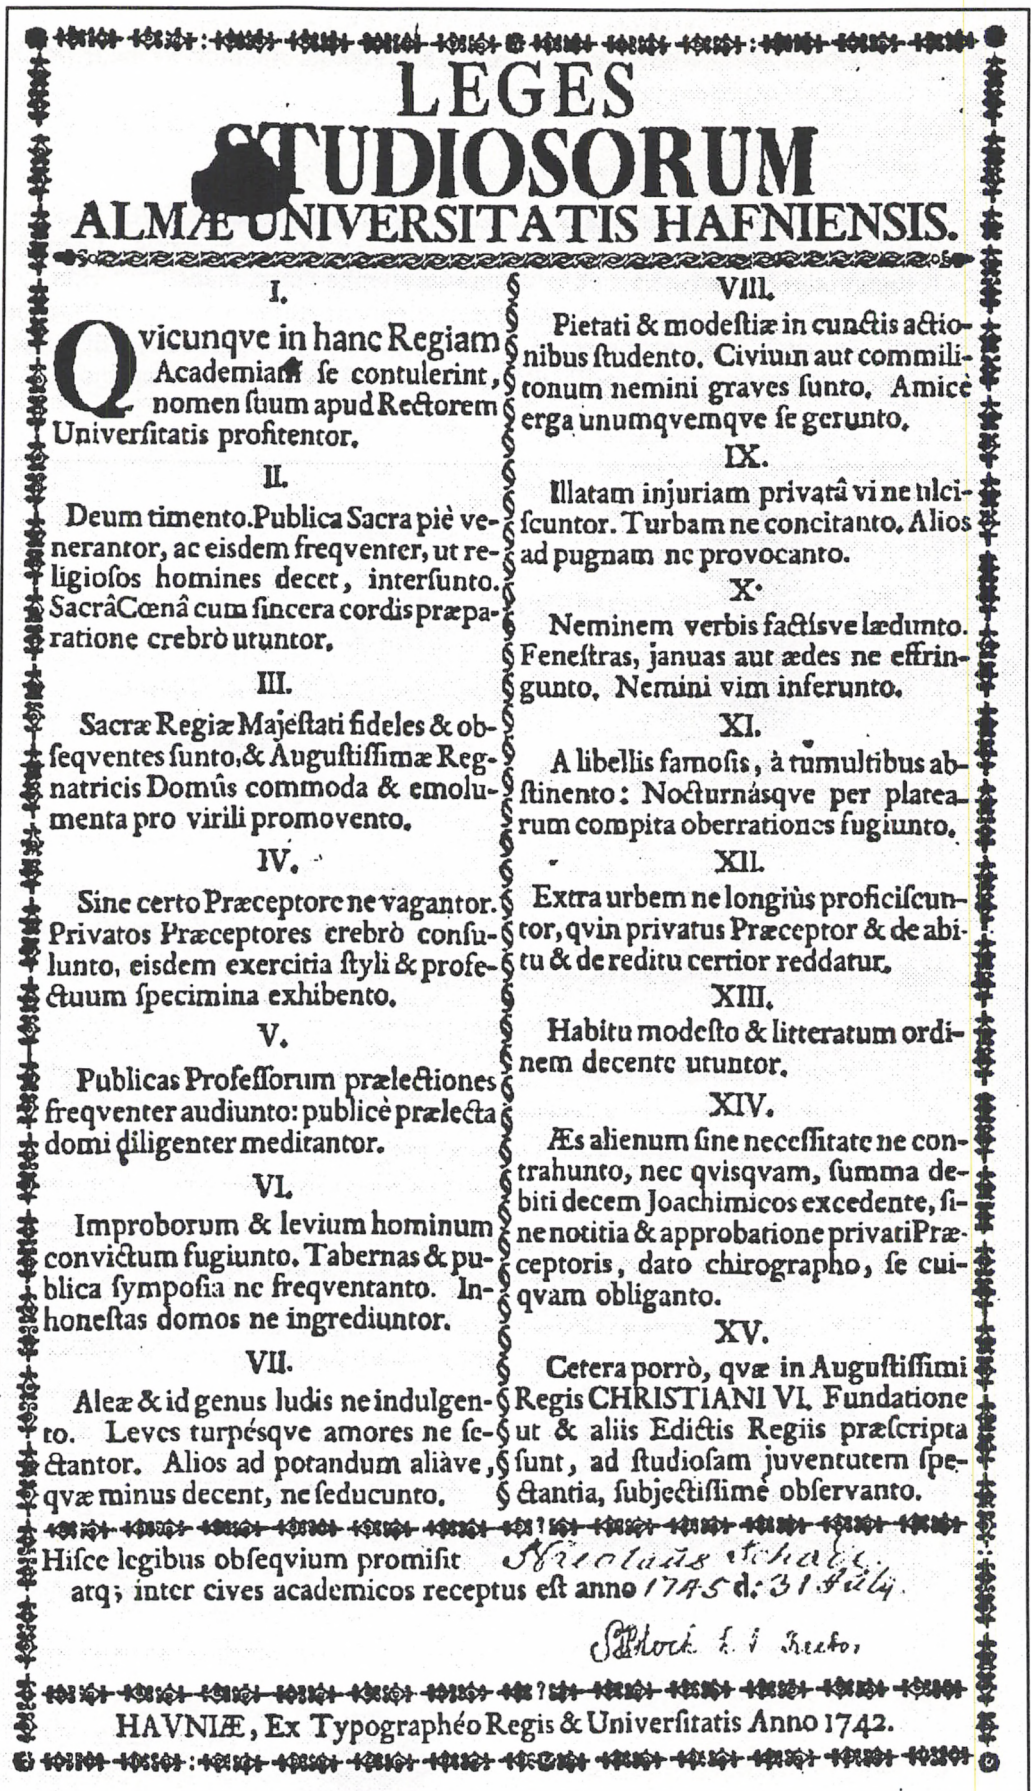 LEGES
STUDIOSORUM
ALMÆ UNIVERSITATIS HAFNIENSIS.
I.
Qvicunqve in hanc Regiam
Academiam ſe contulerint,
nomen ſuum apud Rectorem
Univerſitatis profitentor.
II.
Deum timento. Publica Sacra piè ve-
nerantor, ac eisdem freqventer, ut re-
ligioſos homines decet, interſunto.
Sacrâ Cœnâ cum ſincera cordis præpa-
ratione crebrò utuntor.
III.
Sacræ Regiæ Majeſtati fideles & ob-
ſeqventes ſunto, & Auguſtiſſimæ Reg-
natricis Domûs commoda & emolu-
menta pro virili promovento.
IV.
Sine certo Præceptore ne vagantor.
Privatos Præceptores crebrò conſu-
lunto, eisdem exercitia ſtyli & profe-
ctuum ſpecimina exhibento.
V.
Publicas Profeſſorum prælectiones
freqventer audiunto: publicè prælecta
domi diligenter meditantor.
VI.
Improborum & levium hominum
convictum fugiunto. Tabernas & pu-
blica ſympoſia ne freqventanto. In-
honeſtas domos ne ingrediuntor.
VII.
Aleæ & id genus ludis ne indulgen-
to. Leves turpésqve amores ne ſe-
ctantor. Alios ad potandum aliàve,
qvæ minus decent, ne ſeducunto.
VIII.
Pietati & modeſtiæ in cunctis actio-
nibus ſtudento. Civium aut commili-
tonum nemini graves ſunto. Amicè
erga unumqvemqve ſe gerunto.
IX.
Illatam injuriam privatâ vi ne ulci-
ſcuntor. Turbam ne concitanto. Alios
ad pugnam ne provocanto.
X.
Neminem verbis factisve lædunto.
Feneſtras, januas aut ædes ne effrin-
gunto. Nemini vim inferunto.
XI.
A libellis famoſis, à tumultibus ab-
ſtinento: Nocturnásqve per platea-
rum compita oberrationes fugiunto.
XII.
Extra urbem ne longiùs proficiſcun-
tor, qvin privatus Præceptor & de abi-
tu & de reditu certior reddatur.
XIII.
Habitu modeſto & litteratum ordi-
nem decente utuntor.
XIV.
Æs alienum ſine neceſſitate ne con-
trahunto, nec qvisqvam, ſumma de-
biti decem Joachimicos excedente, ſi-
ne notitia & approbatione privati Præ-
ceptoris, dato chirographo, ſe cui-
qvam obliganto.
XV.
Cetera porrò, qvæ in Auguſtiſſimi
Regis CHRISTIANI VI. Fundatione
ut & aliis Edictis Regiis præſcripta
ſunt, ad ſtudioſam juventutem ſpe-
ctantia, ſubjectiſſimè obſervanto.
Hiſce legibus obſeqvium promiſit Nicolaus
atq; inter cives academicos receptus eſt anno 1745 d: 31 July.
Rector.
HAVNIÆ, Ex Typographéo Regis & Univerſitatis Anno 1742.